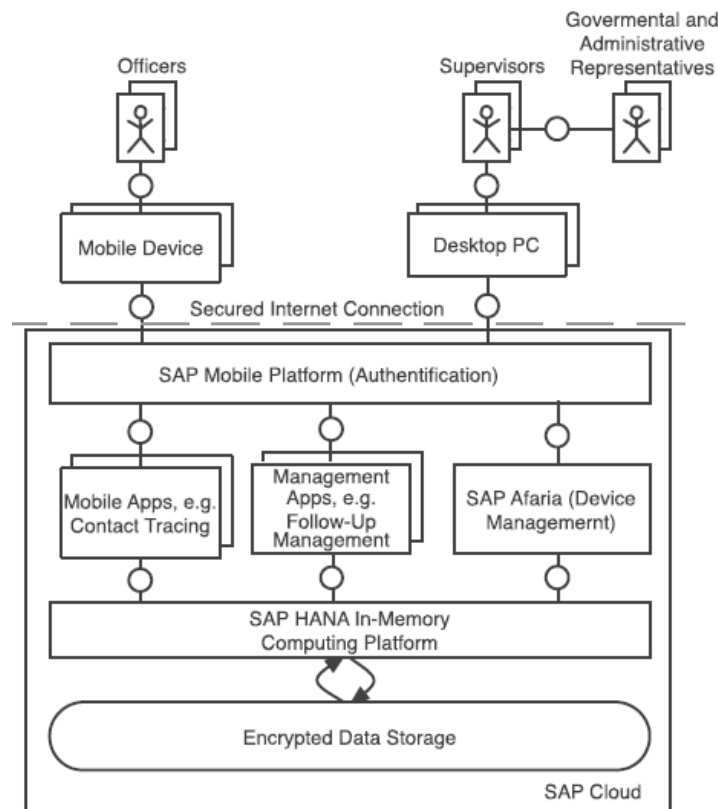 Govermental and
Administrative
Representatives
Officers
Supervisors
Mobile Device
Desktop PC
Secured Internet Connection
SAP Mobile Platform (Authentification)
Mobile Apps, e.g.
Contact Tracing
Management
Apps, e.g.
Follow-Up
Management
SAP Afaria (Device
Managemernt)
SAP HANA In-Memory
Computing Platform
Encrypted Data Storage
SAP Cloud